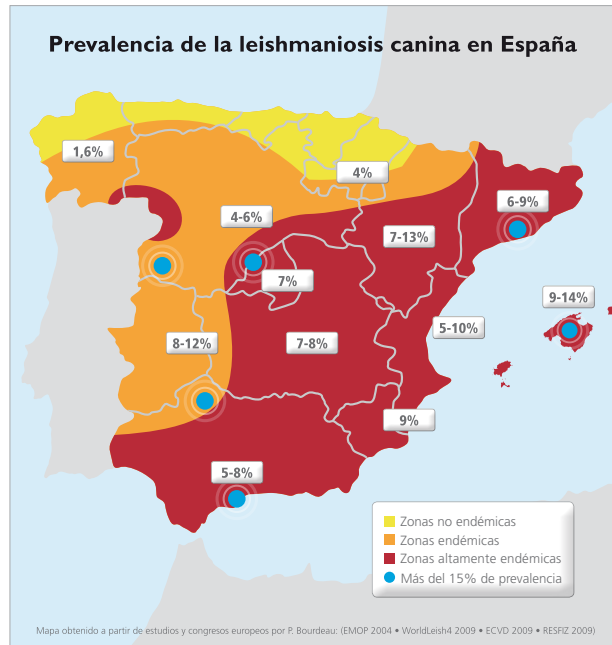 Prevalencia de la leishmaniosis canina en España
1,6%
4%
6-9%
4-6%
7-13%
7%
9-14%
5-10%
8-12%
7-8%
9%
5-8%
Zonas no endémicas
Zonas endémicas
Zonas altamente endémicas
Más del 15% de prevalencia
Mapa obtenido a partir de estudios y congresos europeos por P. Bourdeau: (EMOP 2004 • WorldLeish4 2009 • ECVD 2009 • RESFIZ 2009)